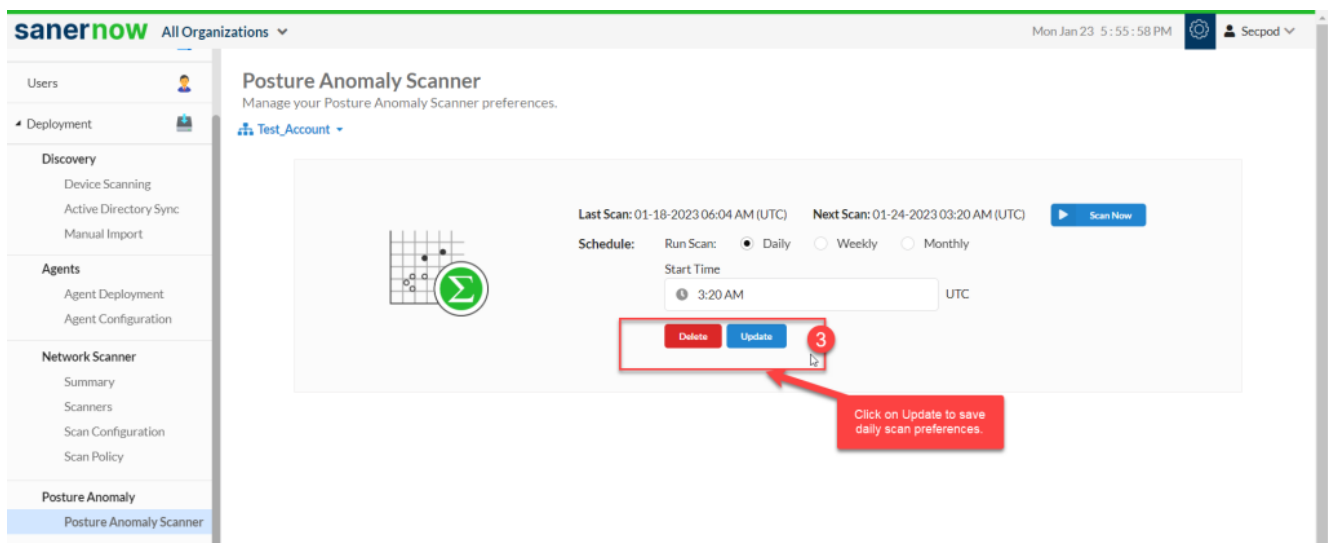 sanernow All Organizations
Mon Jan 23 5:55:58 PM
Secpod
Users
Deployment
Discovery
Device Scanning
Active Directory Sync
Manual Import
Agents
Agent Deployment
Agent Configuration
Network Scanner
Summary
Scanners
Scan Configuration
Scan Policy
Posture Anomaly
Posture Anomaly Scanner
Posture Anomaly Scanner
Manage your Posture Anomaly Scanner preferences.
Test_Account
Last Scan: 01-18-2023 06:04 AM (UTC) Next Scan: 01-24-2023 03:20 AM (UTC) Scan Now
Schedule: Run Scan: Daily Weekly Monthly
Start Time
3:20 AM UTC
Delete Update 3
Click on Update to save
daily scan preferences.
Σ